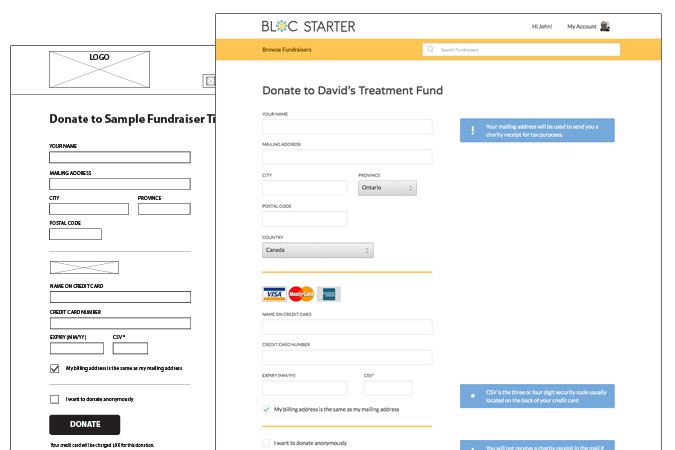 LOGO
Donate to Sample Fundraiser Ti
YOUR NAME
MAILING ADDRESS
CITY PROVINCE
POSTAL CODE
NAME ON CREDIT CARD
CREDIT CARD NUMBER
EXPIRY (MM/YY) CSV*
My billing address is the same as my mailing address
I want to donate anonymously
DONATE
Your credit card will be charged $XX for this donation.
BLOC STARTER
Hi John! My Account
Browse Fundraisers
Search Fundraisers
Donate to David's Treatment Fund
YOUR NAME
! Your mailing address will be used to send you a
charity receipt for tax purposes.
MAILING ADDRESS
CITY PROVINCE
Ontario
POSTAL CODE
COUNTRY
Canada
VISA MasterCard
NAME ON CREDIT CARD
CREDIT CARD NUMBER
EXPIRY (MM/YY) CSV*
* CSV is the three or four digit security code usually
located on the back of your credit card
My billing address is the same as my mailing address
I want to donate anonymously
You will not receive a charity receipt in the mail if